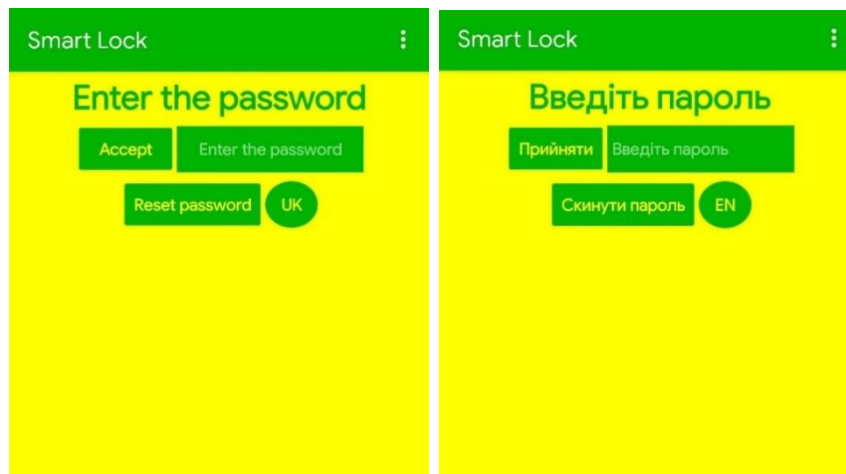 Smart Lock
Enter the password
Accept Enter the password
Reset password UK
Smart Lock
Введіть пароль
Прийняти Введіть пароль
Скинути пароль EN